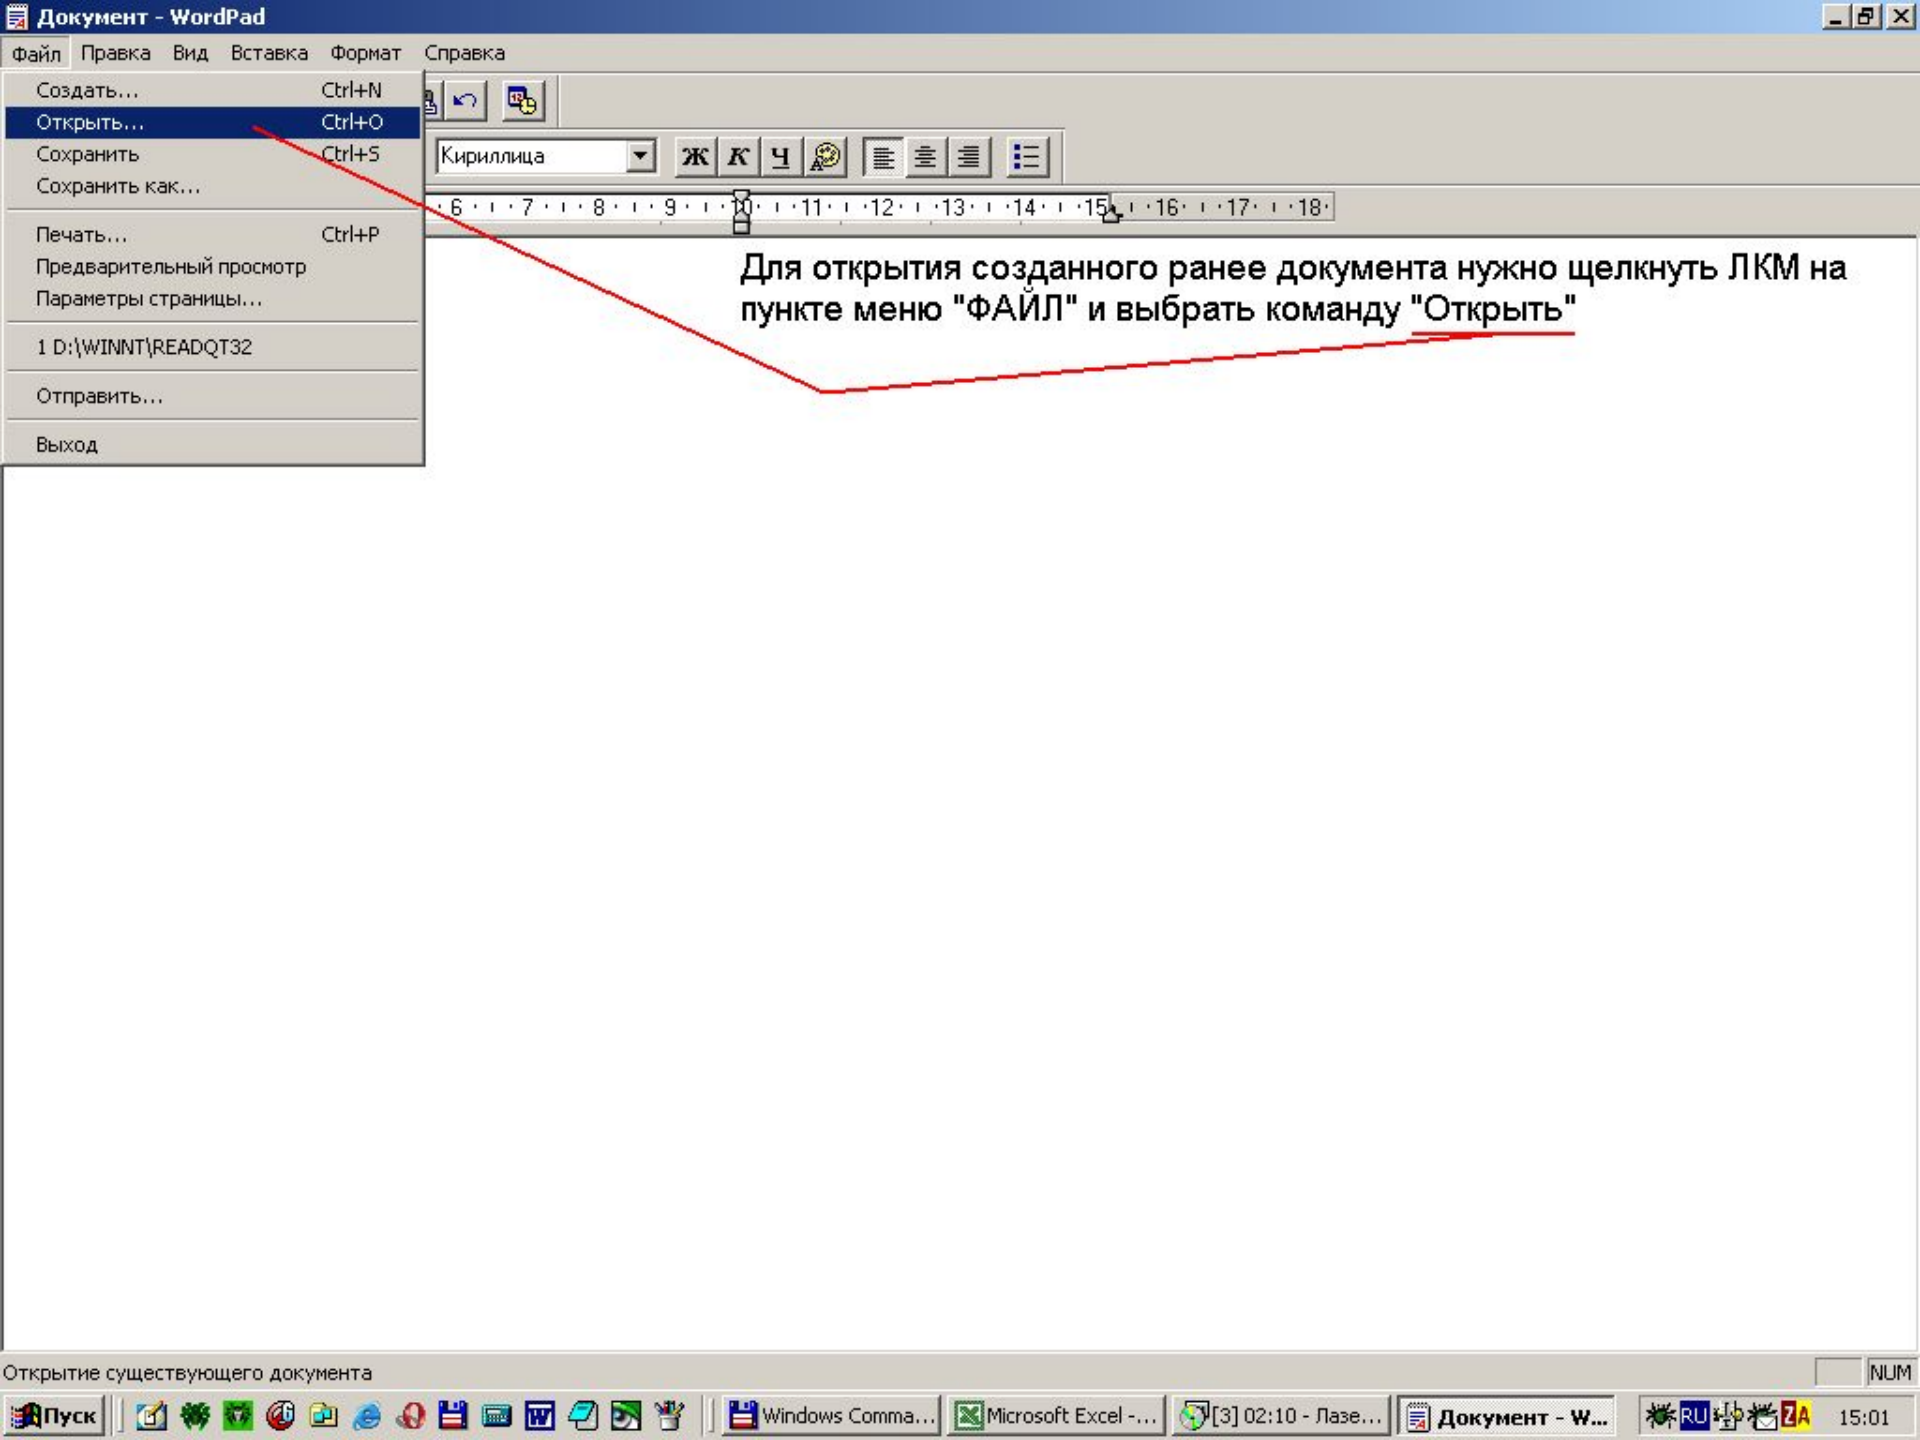 Документ - WordPad
Файл Правка Вид Вставка Формат Справка
Создать... Ctrl+N
Открыть... Ctrl+O
Сохранить Ctrl+S
Сохранить как...
Печать... Ctrl+P
Предварительный просмотр
Параметры страницы...
1 D:\WINNT\READQT32
Отправить...
Выход
Кириллица
Ж К Ч
6 7 8 9 10 11 12 13 14 15 16 17 18
Для открытия созданного ранее документа нужно щелкнуть ЛКМ на
пункте меню "ФАЙЛ" и выбрать команду "Открыть"
Открытие существующего документа NUM
Пуск Windows Comma... Microsoft Excel -... [3] 02:10 - Лазе... Документ - W... RU ZA 15:01